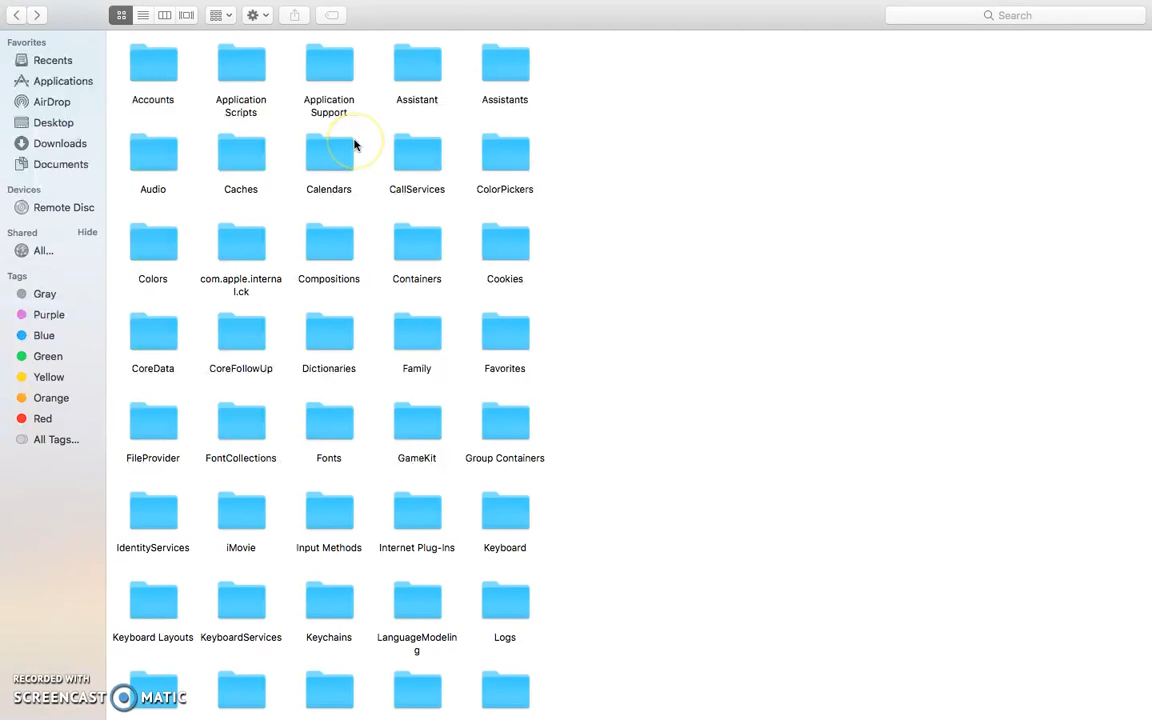 Search
Favorites
Recents
Applications
AirDrop
Desktop
Downloads
Documents
Devices
Remote Disc
Shared
Hide
All...
Tags
Gray
Purple
Blue
Green
Yellow
Orange
Red
All Tags...
Accounts
Application
Scripts
Application
Support
Assistant
Assistants
Audio
Caches
Calendars
CallServices
ColorPickers
Colors
com.apple.interna
l.ck
Compositions
Containers
Cookies
CoreData
CoreFollowUp
Dictionaries
Family
Favorites
FileProvider
FontCollections
Fonts
GameKit
Group Containers
IdentityServices
iMovie
Input Methods
Internet Plug-Ins
Keyboard
Keyboard Layouts
KeyboardServices
Keychains
LanguageModelin
g
Logs
RECORDED WITH
SCREENCAST MATIC